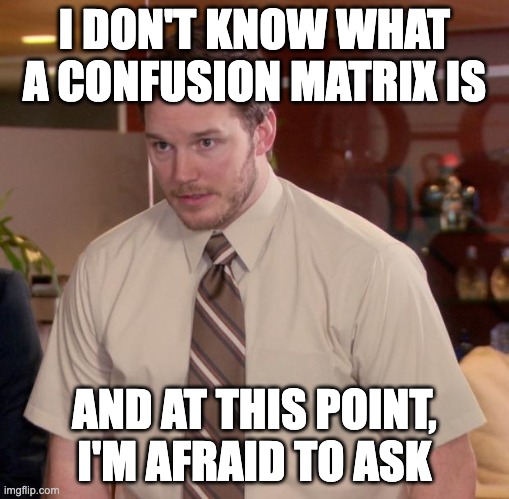 I DON'T KNOW WHAT
A CONFUSION MATRIX IS
AND AT THIS POINT,
I'M AFRAID TO ASK
imgflip.com